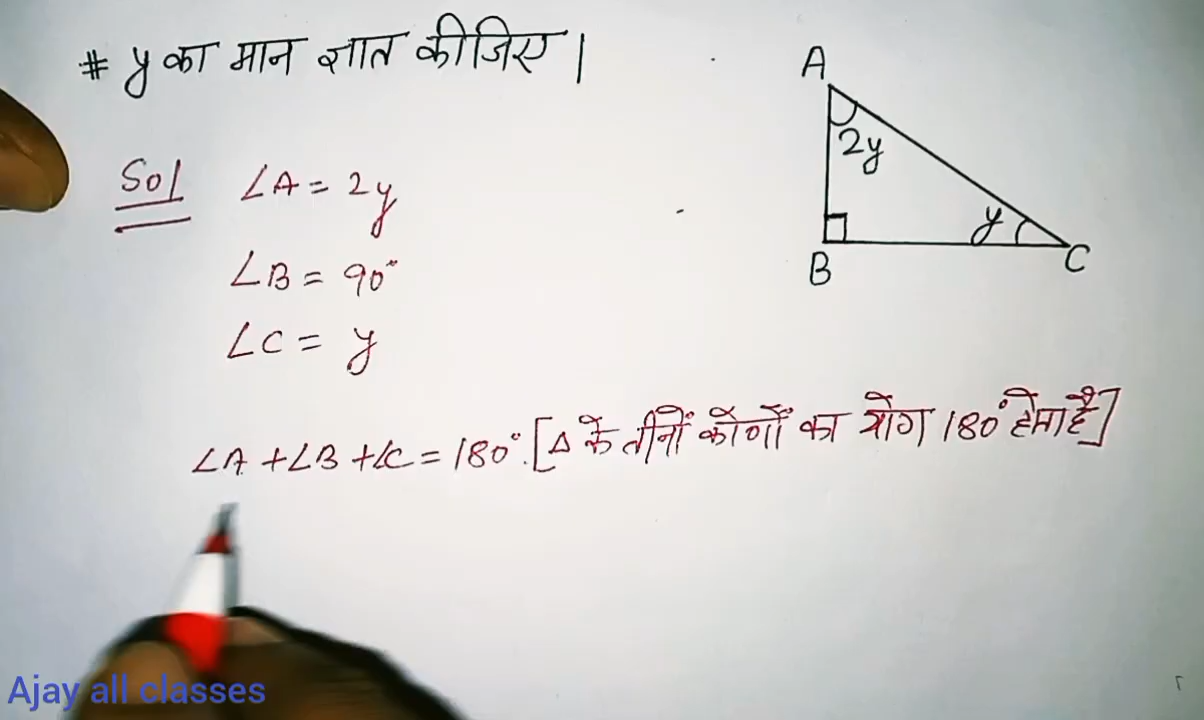 # y का मान ज्ञात कीजिए।
A
2y
y
B
C
Sol ∠A = 2y
∠B = 90°
∠C = y
∠A + ∠B + ∠C = 180°. [Δ के तीनों कोणों का योग 180° होता है]
Ajay all classes